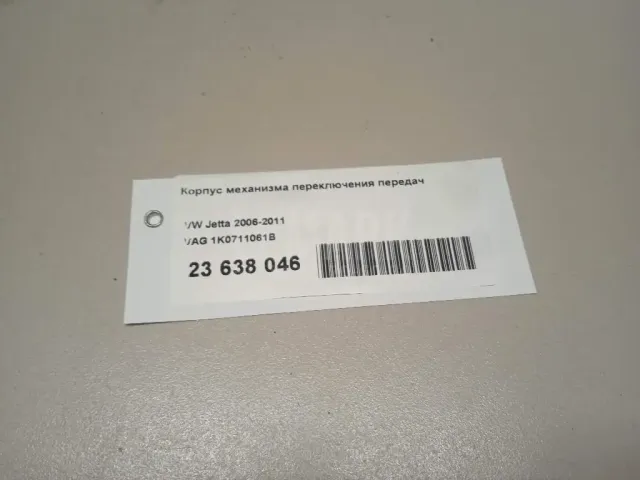 Корпус механизма переключения передач
VW Jetta 2006-2011
VAG 1K0711061B
23 638 046